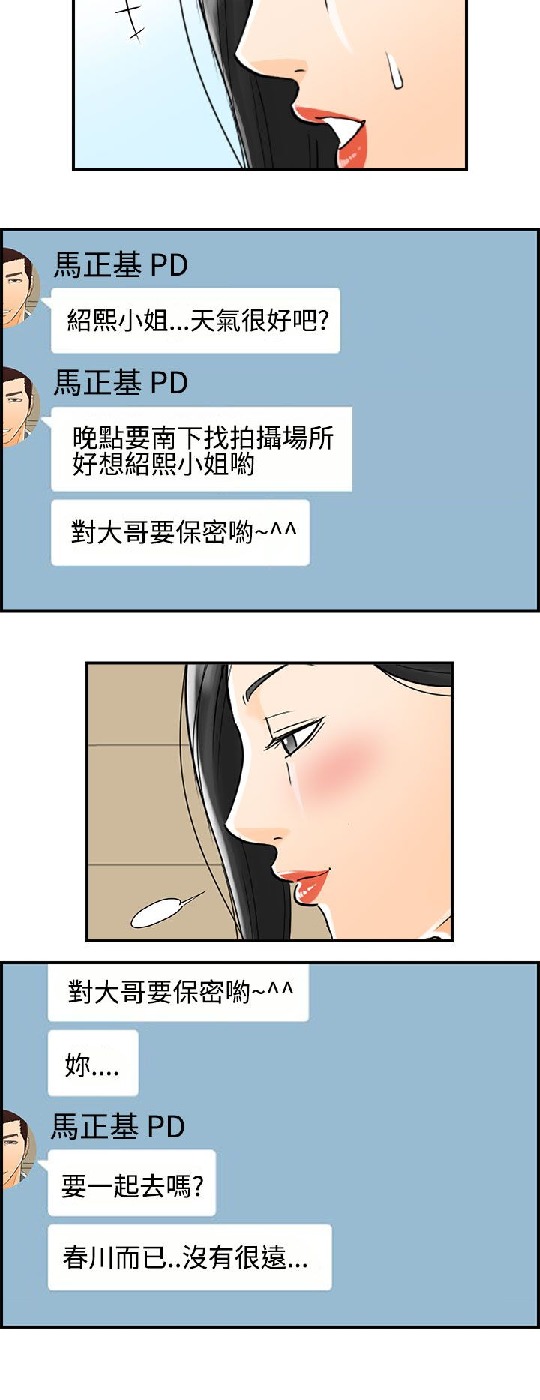 馬正基 PD
紹熙小姐...天氣很好吧?
馬正基 PD
晚點要南下找拍攝場所
好想紹熙小姐喲
對大哥要保密喲~^^
對大哥要保密喲~^^
妳....
馬正基 PD
要一起去嗎?
春川而已..沒有很遠...